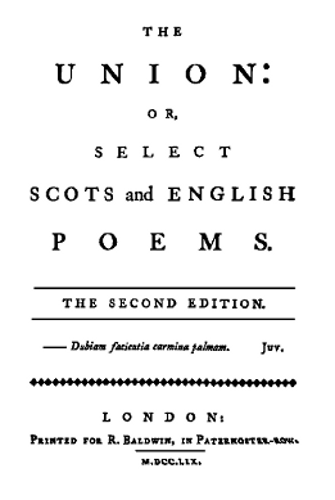 THE
UNION:
OR,
SELECT
SCOTS and ENGLISH
POEMS.
THE SECOND EDITION.
—— Dubiam facientia carmina palmam. JUV.
LONDON:
PRINTED FOR R. BALDWIN, IN PATERNOSTER-ROW.
M.DCC.LIX.